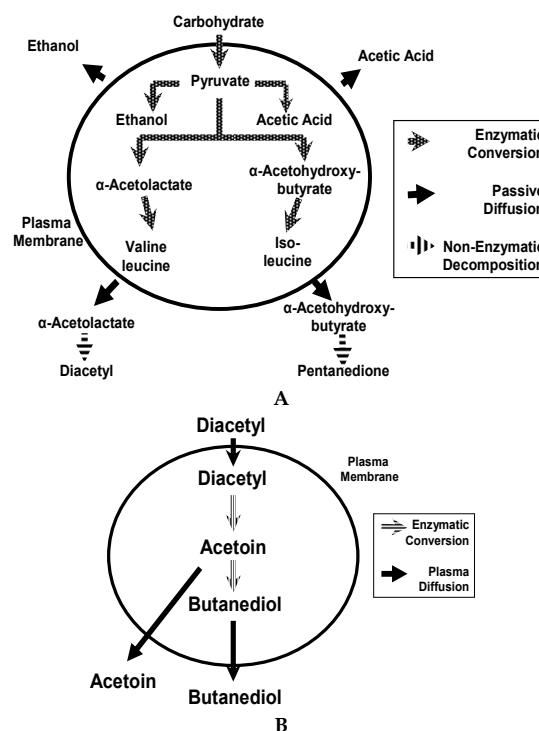 Carbohydrate
Ethanol
Acetic Acid
Pyruvate
Ethanol
Acetic Acid
α-Acetolactate
α-Acetohydroxy-
butyrate
Plasma
Membrane
Valine
leucine
Iso-
leucine
α-Acetolactate
α-Acetohydroxy-
butyrate
Diacetyl
Pentanedione
Enzymatic
Conversion
Passive
Diffusion
Non-Enzymatic
Decomposition
A
Diacetyl
Plasma
Membrane
Diacetyl
Acetoin
Butanediol
Acetoin
Butanediol
Enzymatic
Conversion
Plasma
Diffusion
B